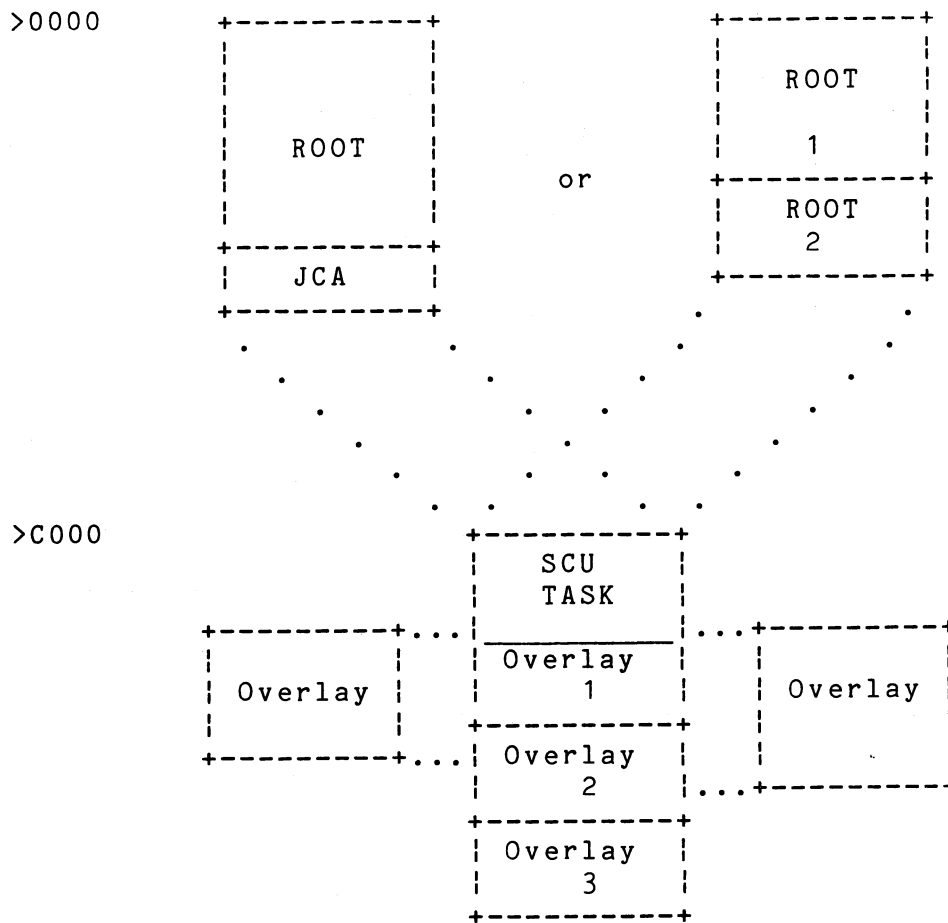 >0000
ROOT
JCA
or
ROOT
1
ROOT
2
>C000
SCU
TASK
Overlay
Overlay
1
Overlay
Overlay
2
Overlay
3